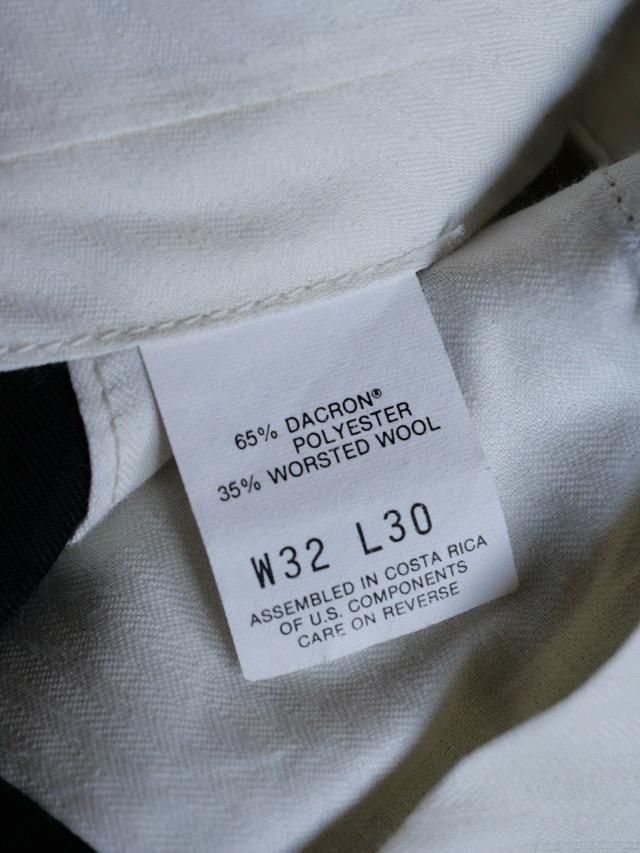 65% DACRON®
POLYESTER
35% WORSTED WOOL
W32 L30
ASSEMBLED IN COSTA RICA
OF U.S. COMPONENTS
CARE ON REVERSE